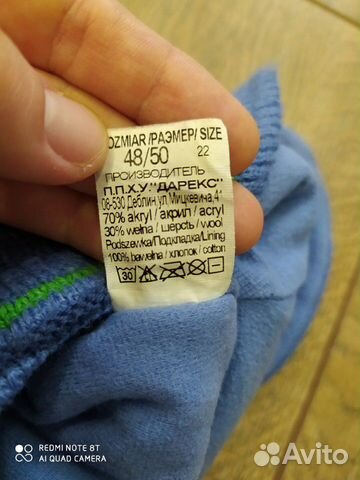 ROZMIAR/РАЗМЕР/SIZE
48/50 22
ПРОИЗВОДИТЕЛЬ
П.П.Х.У."ДАРЕКС"
08-530 Деблин,ул.Мицкевича,4
70% akryl / акрил / acryl
30% wełna / шерсть / wool
Podszewka/Подкладка/Lining
100% bawełna / хлопок / cotton
30
REDMI NOTE 8T
AI QUAD CAMERA
Avito